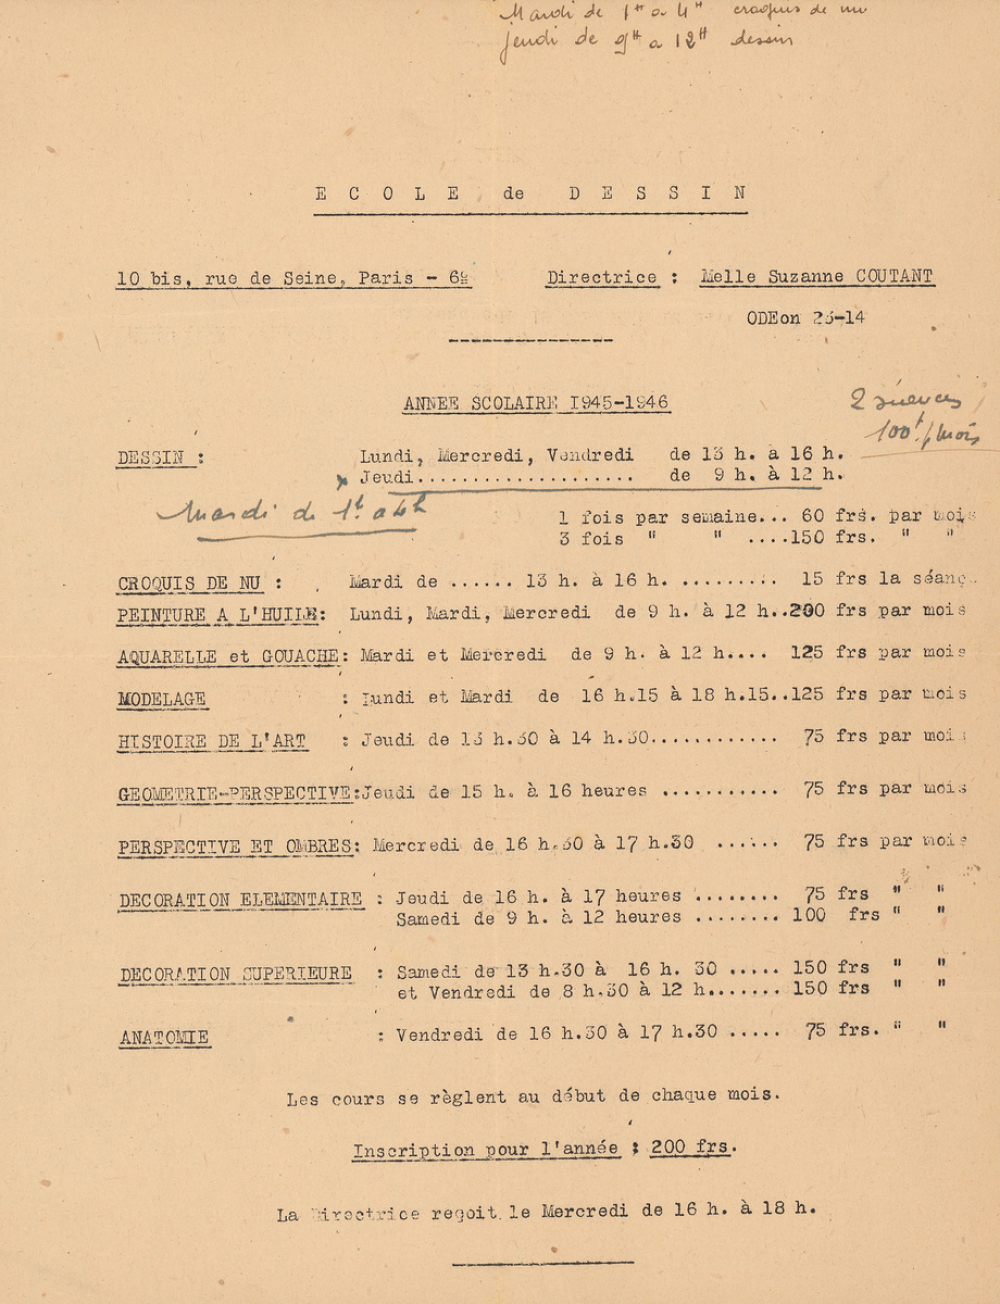 Mardi de 1H a 4H croquis de nu
jeudi de 9H a 12H dessin
E C O L E de D E S S I N
10 bis, rue de Seine, Paris - 6è Directrice : Melle Suzanne COUTANT
ODEon 23-14
ANNEE SCOLAIRE I945-1946
2 séances
100f/mois
DESSIN : Lundi, Mercredi, Vendredi de 13 h. à 16 h.
x Jeudi.................... de 9 h. à 12 h.
Mardi de 1h a 4h
1 fois par semaine... 60 frs. par mois
3 fois " " ....150 frs. " "
CROQUIS DE NU : Mardi de ...... 13 h. à 16 h. ......... 15 frs la séanc
PEINTURE A L'HUILE: Lundi, Mardi, Mercredi de 9 h. à 12 h..200 frs par mois
AQUARELLE et GOUACHE: Mardi et Mercredi de 9 h. à 12 h.... 125 frs par mois
MODELAGE : Lundi et Mardi de 16 h.15 à 18 h.15..125 frs par mois
HISTOIRE DE L'ART : Jeudi de 13 h.30 à 14 h.30............ 75 frs par mois
GEOMETRIE-PERSPECTIVE:Jeudi de 15 h. à 16 heures ........... 75 frs par mois
PERSPECTIVE ET OMBRES: Mercredi de 16 h.30 à 17 h.30 ...... 75 frs par mois
DECORATION ELEMENTAIRE : Jeudi de 16 h. à 17 heures ........ 75 frs " "
Samedi de 9 h. à 12 heures ........ 100 frs " "
DECORATION SUPERIEURE : Samedi de 13 h.30 à 16 h. 30 ..... 150 frs " "
et Vendredi de 8 h.30 à 12 h....... 150 frs " "
ANATOMIE : Vendredi de 16 h.30 à 17 h.30 ..... 75 frs. " "
Les cours se règlent au début de chaque mois.
Inscription pour l'année : 200 frs.
La Directrice reçoit le Mercredi de 16 h. à 18 h.